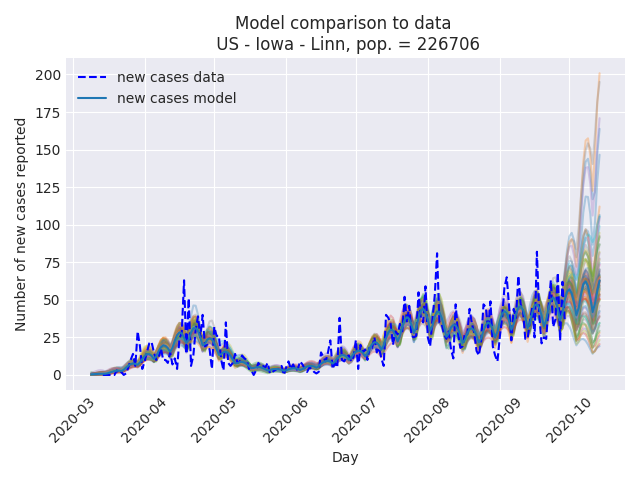 Model comparison to data
US - Iowa - Linn, pop. = 226706
new cases data
new cases model
Number of new cases reported
200
175
150
125
100
75
50
25
0
2020-03
2020-04
2020-05
2020-06
2020-07
2020-08
2020-09
2020-10
Day